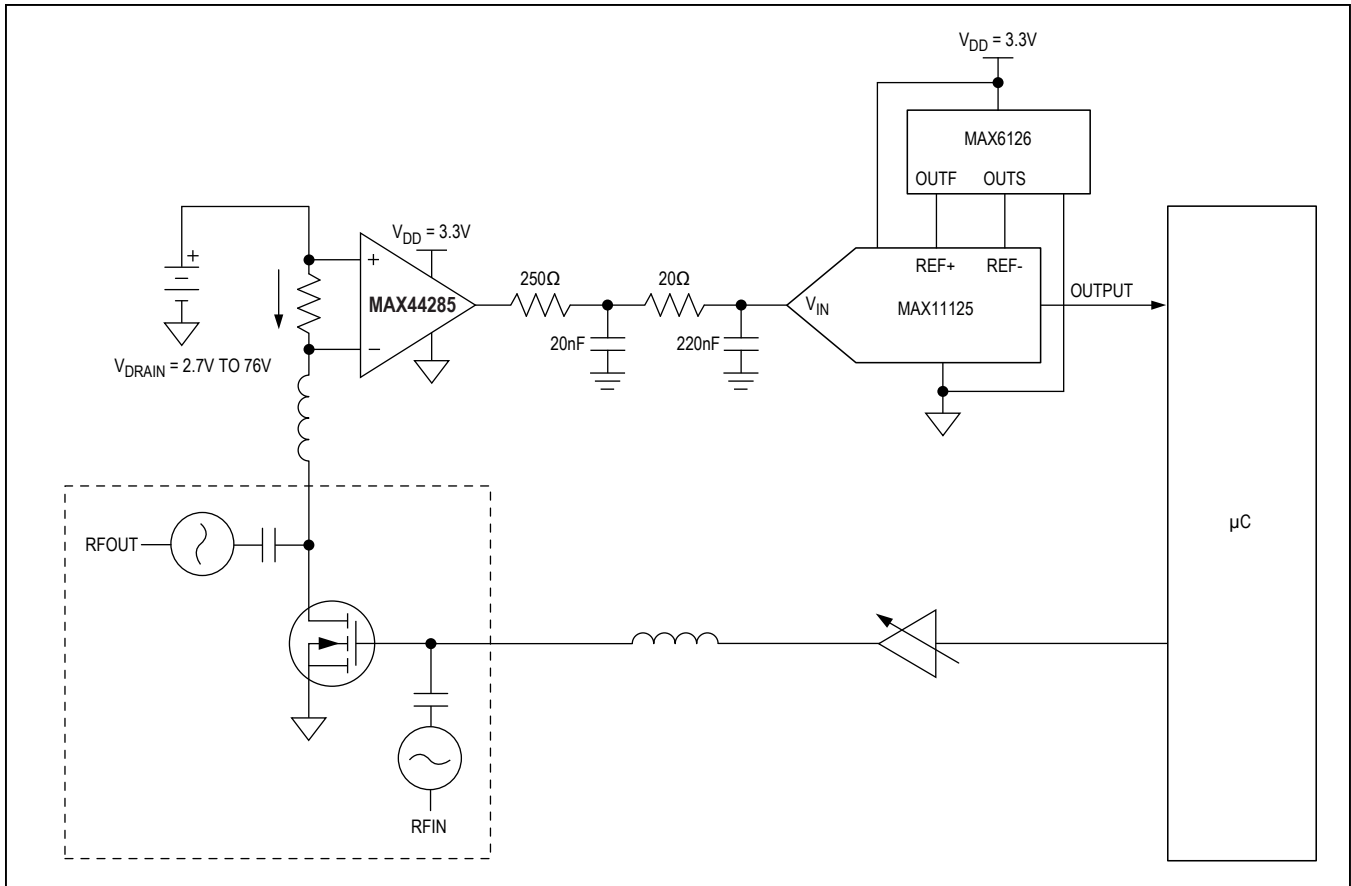 V_DD = 3.3V
MAX6126
OUTF OUTS
V_DD = 3.3V
+
+
MAX44285
−
250Ω
20Ω
20nF
220nF
REF+ REF-
V_IN
MAX11125
OUTPUT
V_DRAIN = 2.7V TO 76V
µC
RFOUT
RFIN